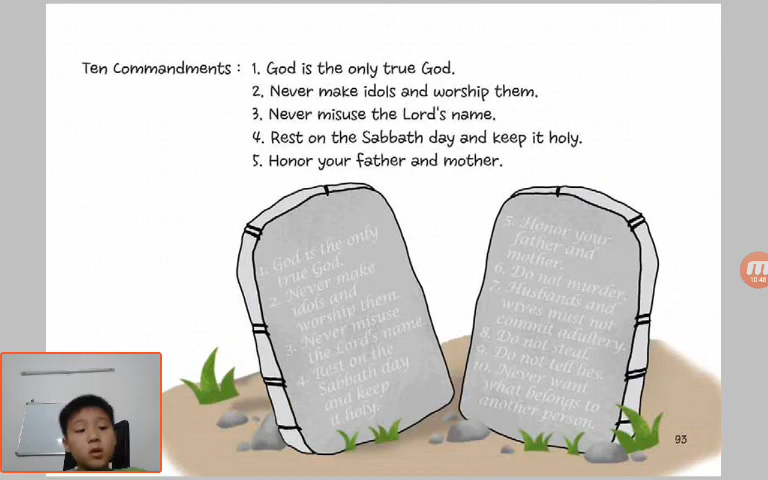 Ten Commandments : 1. God is the only true God.
2. Never make idols and worship them.
3. Never misuse the Lord's name.
4. Rest on the Sabbath day and keep it holy.
5. Honor your father and mother.
1. God is the only
true God.
2. Never make
idols and
worship them.
3. Never misuse
the Lord's name
4. Rest on the
Sabbath day
and keep
it holy.
5. Honor your
father and
mother.
6. Do not murder.
7. Husbands and
wives must not
commit adultery.
8. Do not steal.
9. Do not tell lies.
10. Never want
what belongs to
another person.
93
10:48